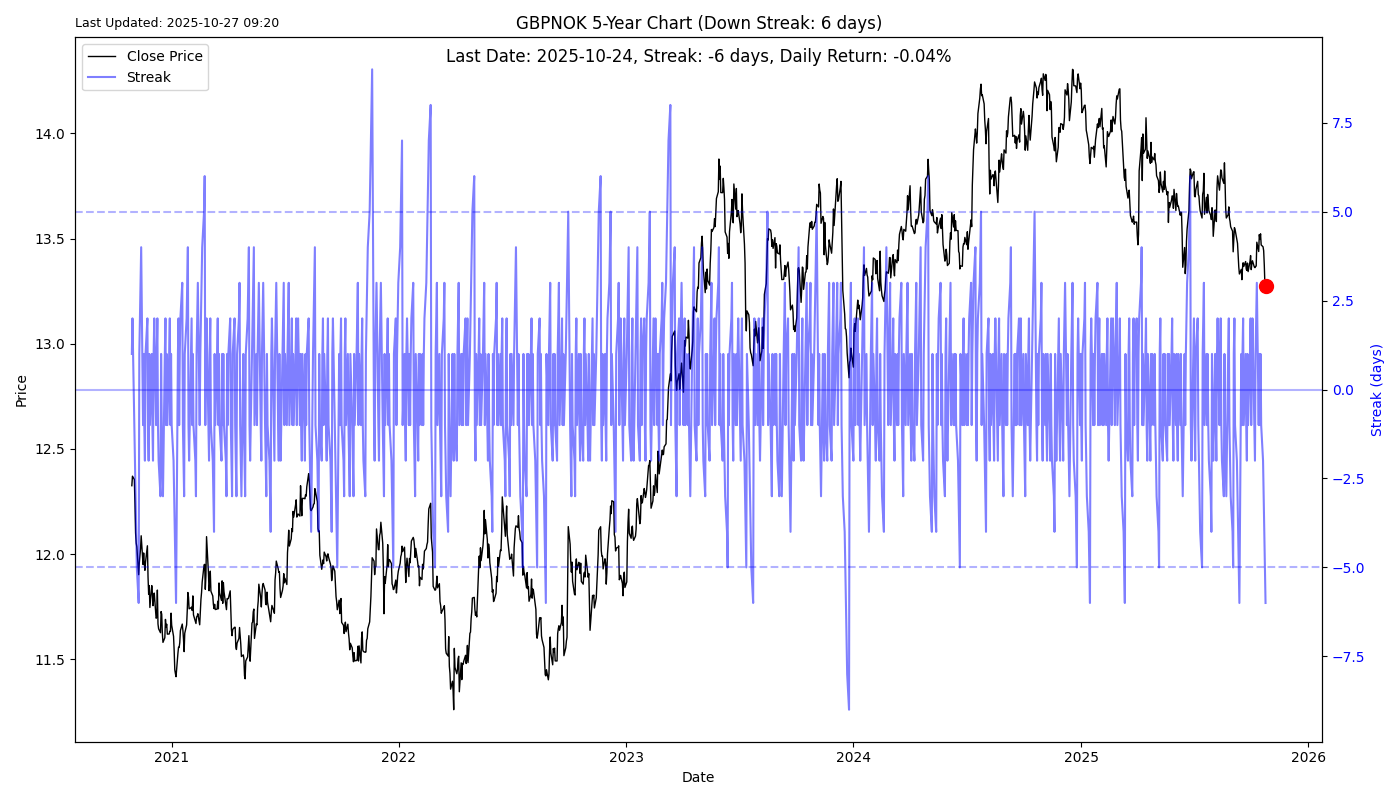 Last Updated: 2025-10-27 09:20
GBPNOK 5-Year Chart (Down Streak: 6 days)
Last Date: 2025-10-24, Streak: -6 days, Daily Return: -0.04%
Close Price
Streak
14.0
13.5
13.0
12.5
12.0
11.5
Price
7.5
5.0
2.5
0.0
−2.5
−5.0
−7.5
Streak (days)
2021
2022
2023
2024
2025
2026
Date